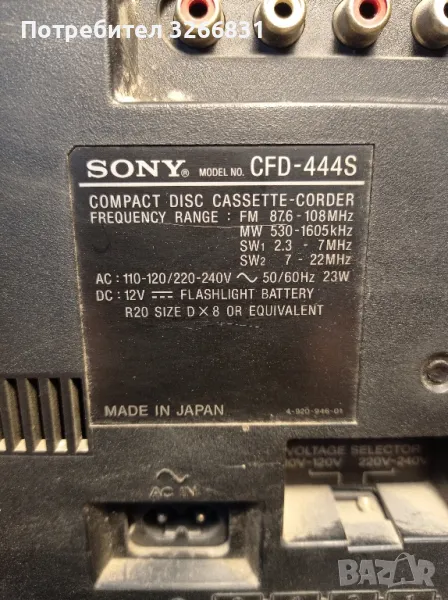 Потребител 3266831
SONY® MODEL NO. CFD-444S
COMPACT DISC CASSETTE-CORDER
FREQUENCY RANGE : FM 87.6 - 108MHz
MW 530-1605kHz
SW1 2.3 - 7MHz
SW2 7 - 22MHz
AC : 110-120/220-240V ~ 50/60Hz 23W
DC : 12V ⎓ FLASHLIGHT BATTERY
R20 SIZE D X 8 OR EQUIVALENT
MADE IN JAPAN 4-920-946-01
VOLTAGE SELECTOR
220V-240V
~
AC IN
BAZAR